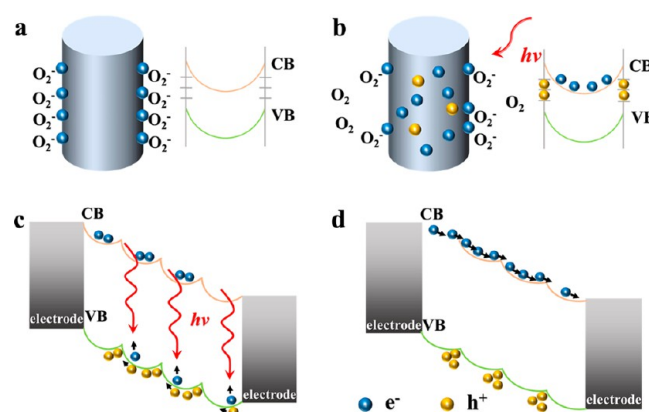 a
CB
O₂⁻ O₂⁻
O₂⁻ O₂⁻
O₂⁻ O₂⁻
O₂⁻ O₂⁻
VB
b
hν
CB
O₂⁻ O₂⁻
O₂
O₂ O₂
O₂⁻
O₂⁻ O₂⁻
VB
c
CB
hν
VB
electrode
electrode
d
CB
VB
electrode
electrode
e⁻ h⁺